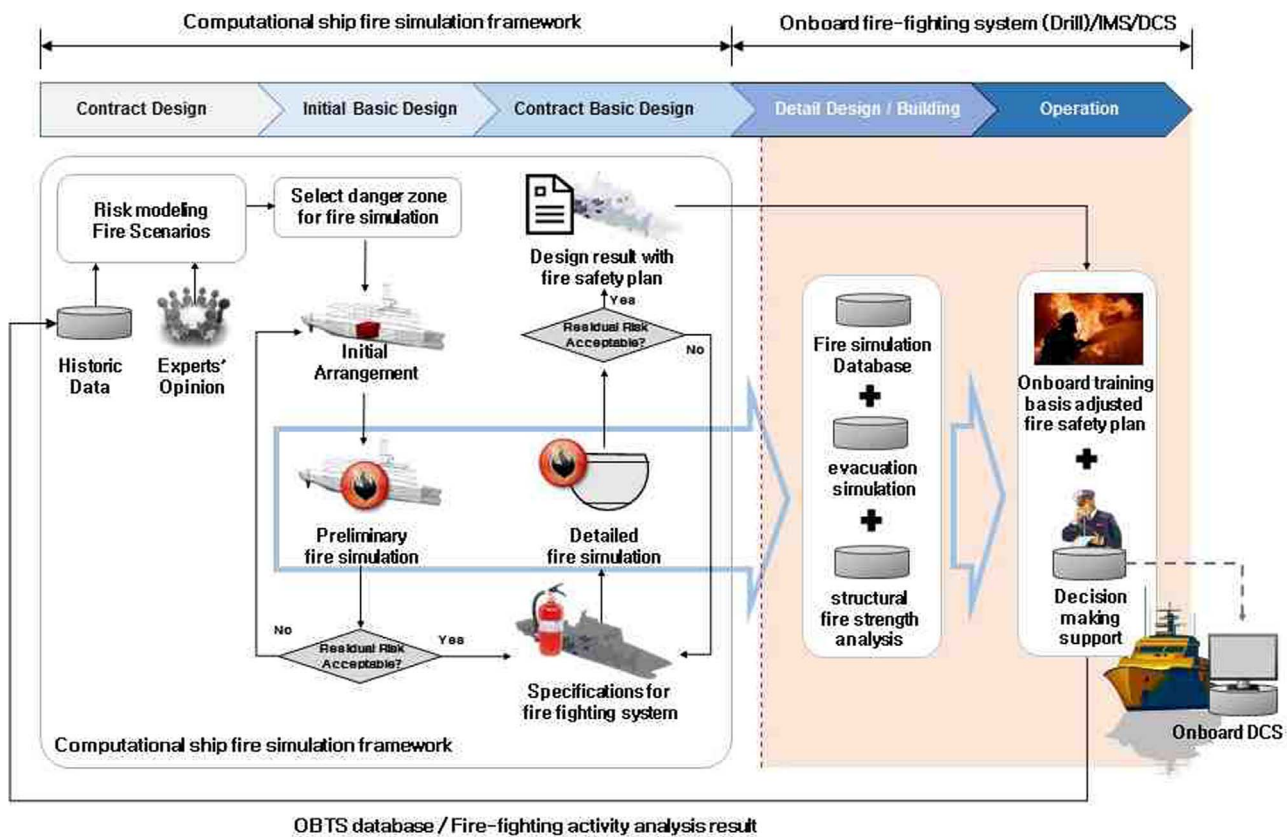 Computational ship fire simulation framework
Onboard fire-fighting system (Drill)/IMS/DCS
Contract Design
Initial Basic Design
Contract Basic Design
Detail Design / Building
Operation
Risk modeling
Fire Scenarios
Select danger zone
for fire simulation
Design result with
fire safety plan
Historic
Data
Experts'
Opinion
Initial
Arrangement
Yes
Residual Risk
Acceptable?
No
Preliminary
fire simulation
Detailed
fire simulation
No
Residual Risk
Acceptable?
Yes
Specifications for
fire fighting system
Computational ship fire simulation framework
Fire simulation
Database
evacuation
simulation
structural
fire strength
analysis
Onboard training
basis adjusted
fire safety plan
Decision
making
support
Onboard DCS
OBTS database / Fire-fighting activity analysis result